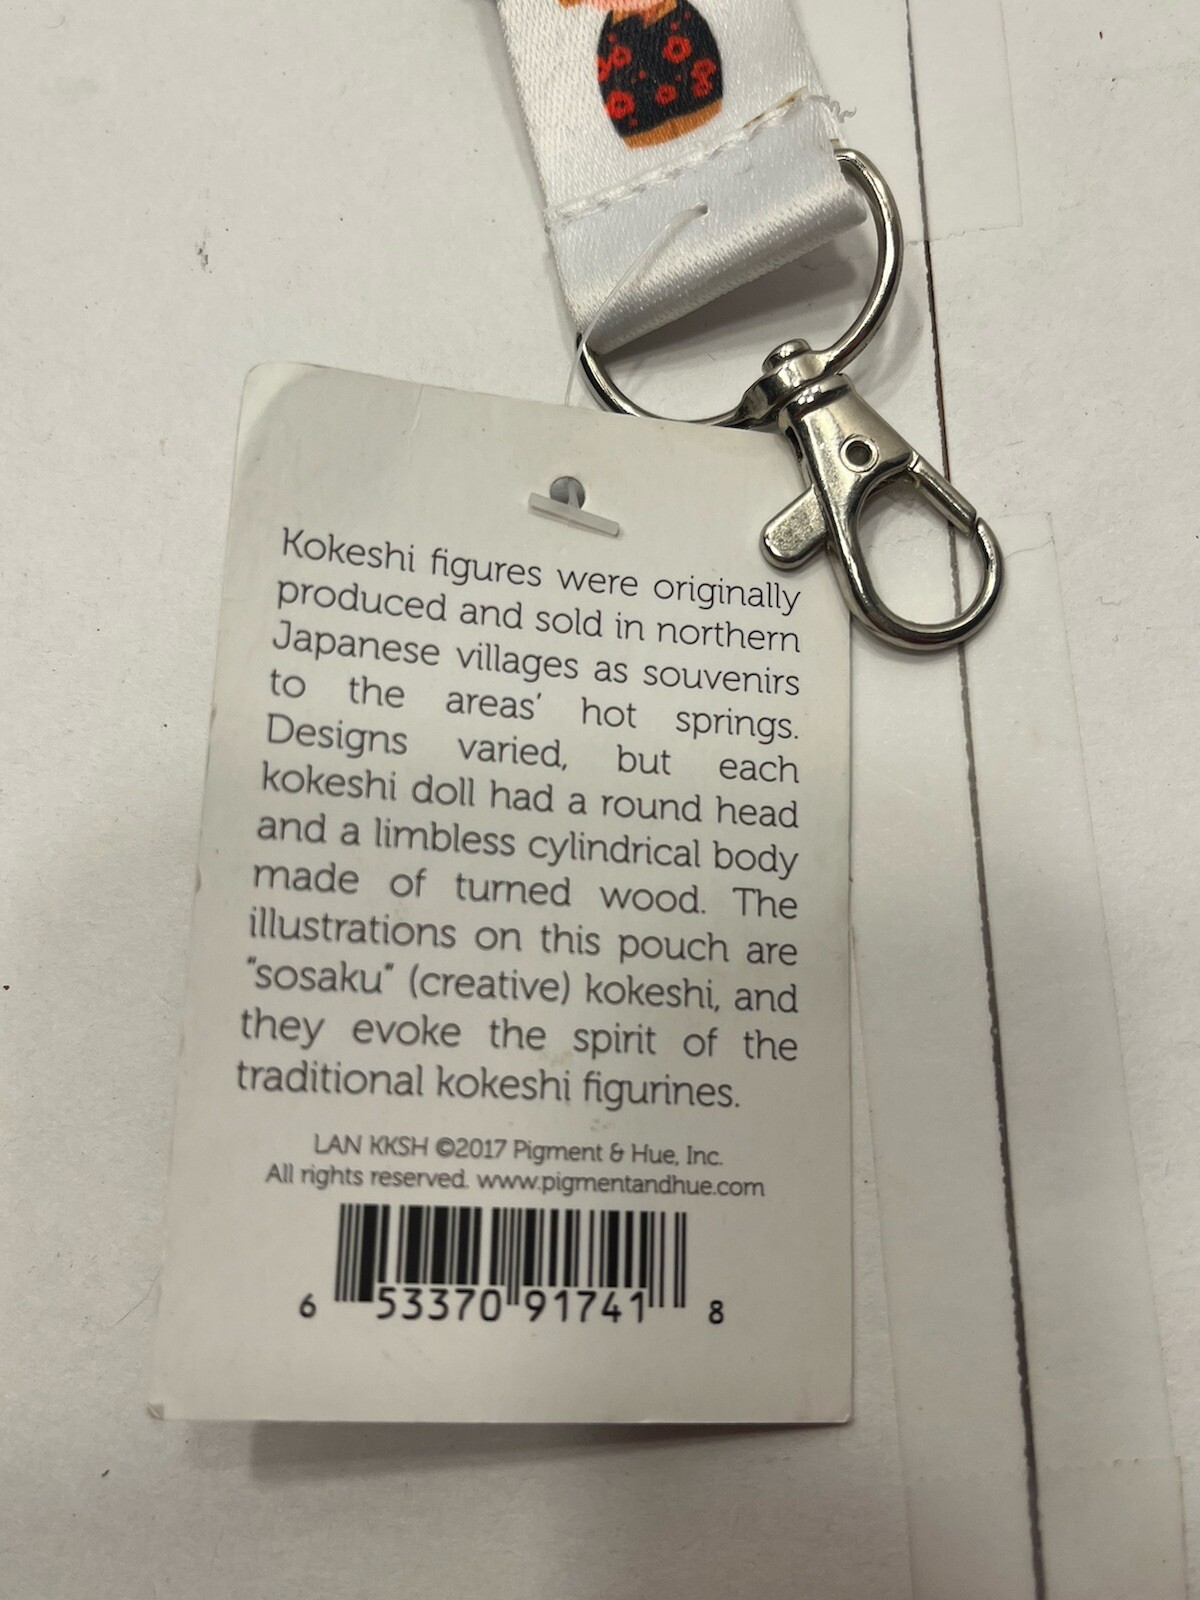 Kokeshi figures were originally
produced and sold in northern
Japanese villages as souvenirs
to the areas' hot springs.
Designs varied, but each
kokeshi doll had a round head
and a limbless cylindrical body
made of turned wood. The
illustrations on this pouch are
"sosaku" (creative) kokeshi, and
they evoke the spirit of the
traditional kokeshi figurines.
LAN KKSH ©2017 Pigment & Hue, Inc.
All rights reserved. www.pigmentandhue.com
6 53370 91741 8